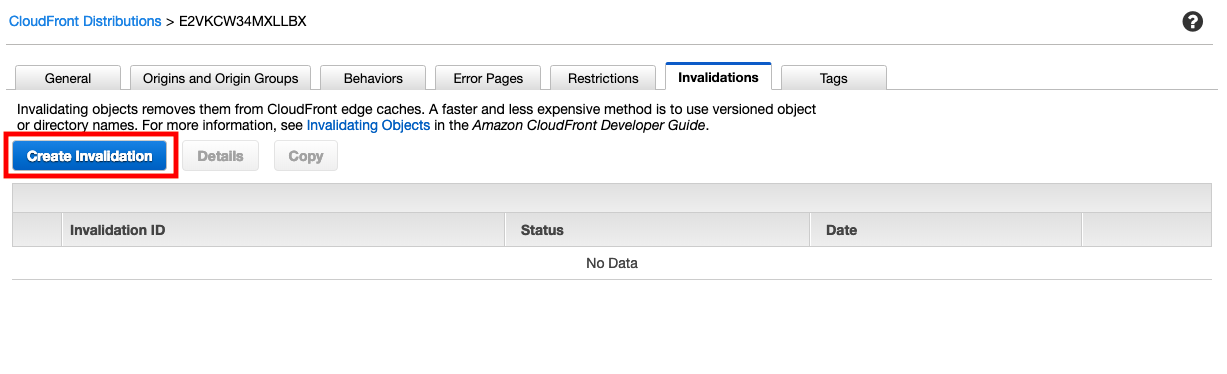 CloudFront Distributions > E2VKCW34MXLLBX
?
General
Origins and Origin Groups
Behaviors
Error Pages
Restrictions
Invalidations
Tags
Invalidating objects removes them from CloudFront edge caches. A faster and less expensive method is to use versioned object
or directory names. For more information, see Invalidating Objects in the Amazon CloudFront Developer Guide.
Create Invalidation
Details
Copy
Invalidation ID
Status
Date
No Data